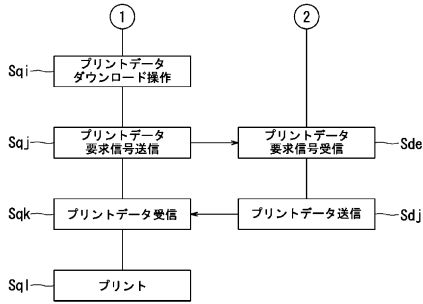 1
2
Sqi
プリントデータ
ダウンロード操作
Sqj
プリントデータ
要求信号送信
プリントデータ
要求信号受信
Sde
Sqk
プリントデータ受信
プリントデータ送信
Sdj
Sql
プリント